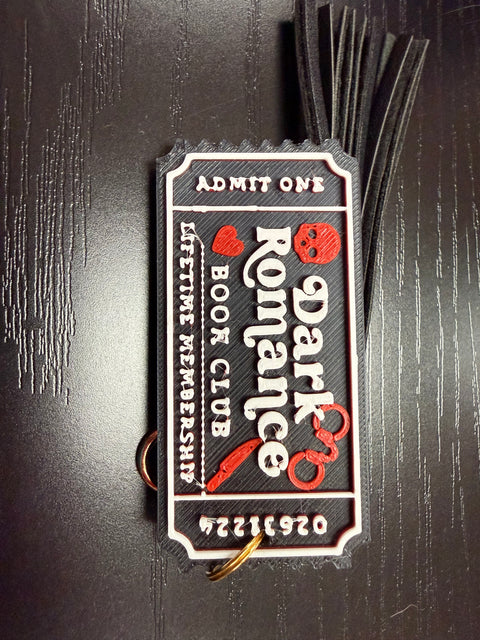 ADMIT ONE
Dark
Romance
BOOK CLUB
LIFETIME MEMBERSHIP
02631224